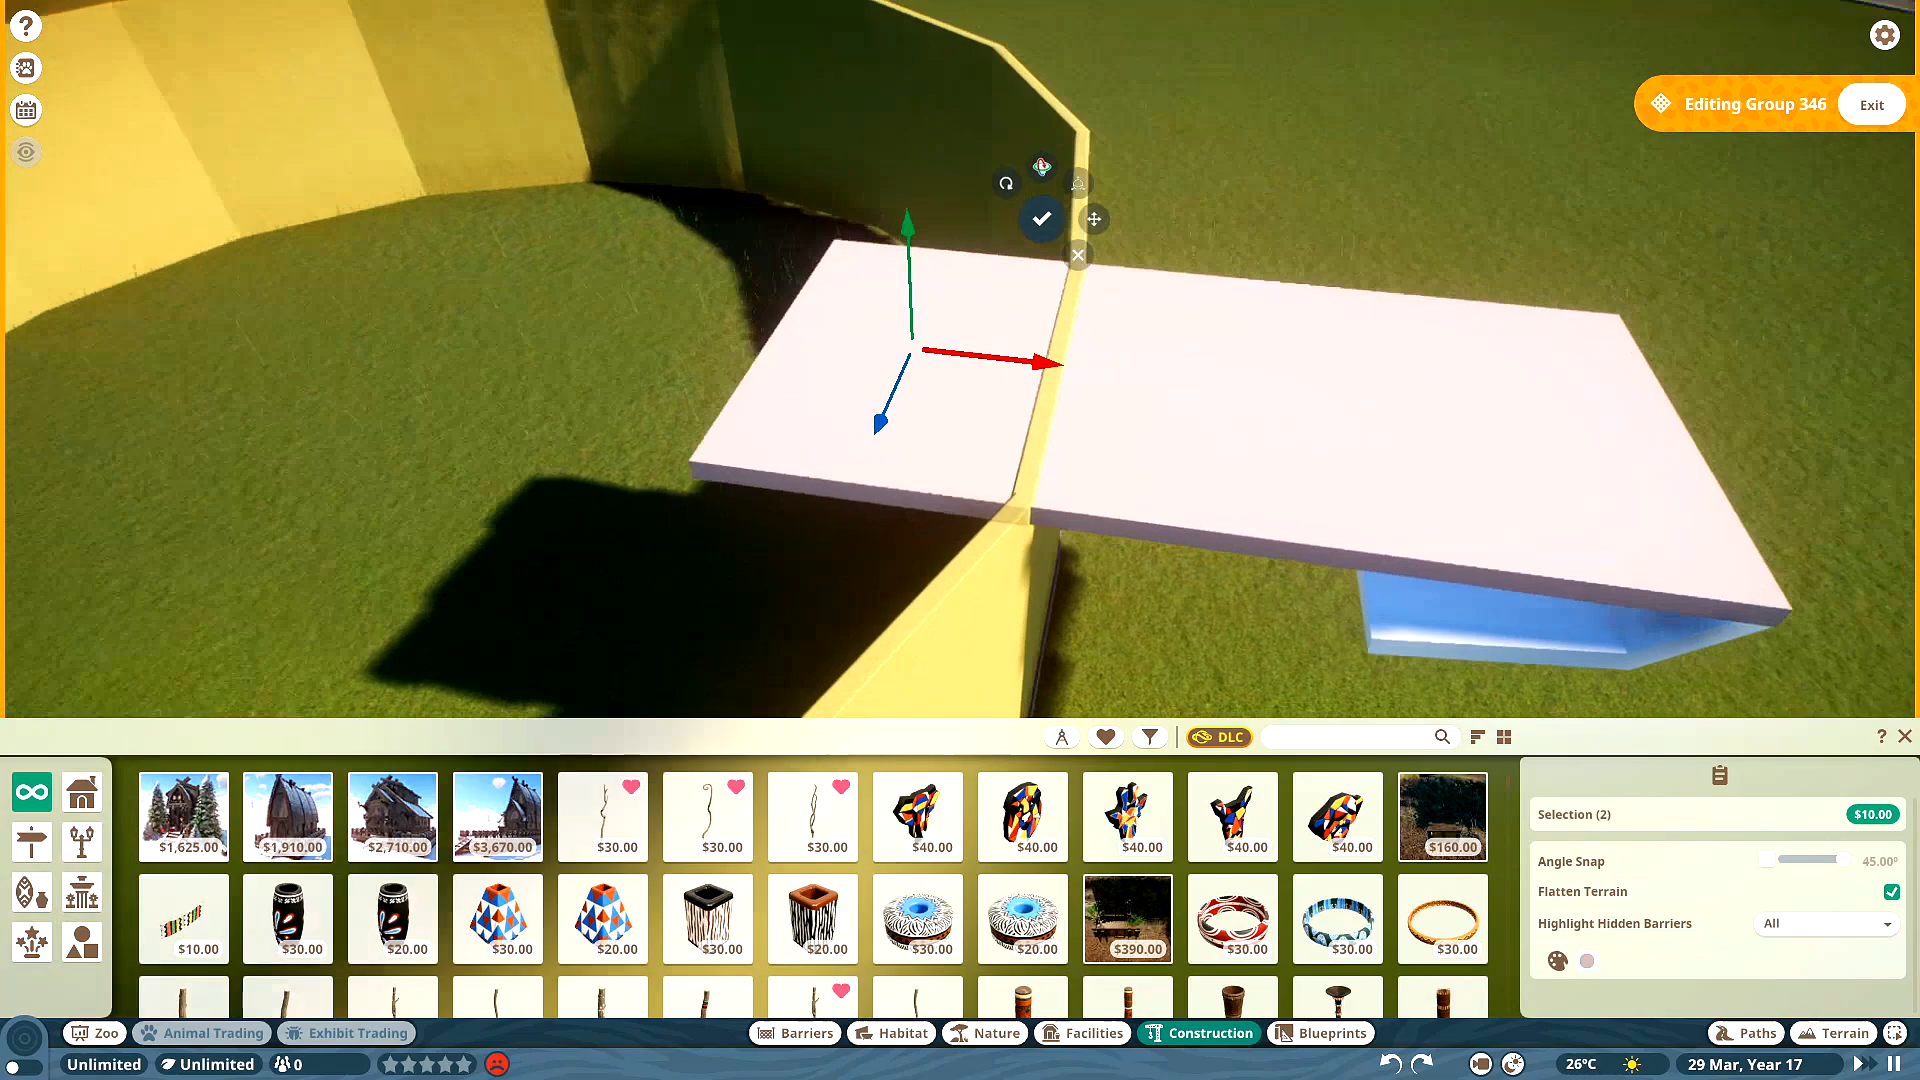 ?
Editing Group 346
Exit
DLC
?
$1,625.00
$1,910.00
$2,710.00
$3,670.00
$30.00
$30.00
$30.00
$40.00
$40.00
$40.00
$40.00
$40.00
$160.00
$10.00
$30.00
$20.00
$30.00
$20.00
$30.00
$20.00
$30.00
$20.00
$390.00
$30.00
$30.00
$30.00
Selection (2)
$10.00
Angle Snap
45.00°
Flatten Terrain
Highlight Hidden Barriers
All
Zoo
Animal Trading
Exhibit Trading
Barriers
Habitat
Nature
Facilities
Construction
Blueprints
Paths
Terrain
Unlimited
Unlimited
0
26°C
29 Mar, Year 17